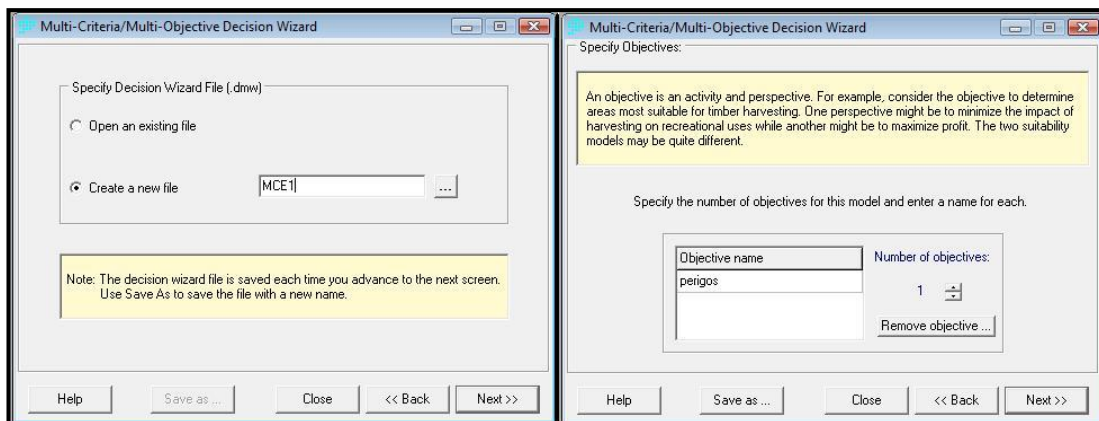 Multi-Criteria/Multi-Objective Decision Wizard
Specify Decision Wizard File (.dmw)
Open an existing file
Create a new file
MCE1
...
Note: The decision wizard file is saved each time you advance to the next screen.
Use Save As to save the file with a new name.
Help
Save as ...
Close
<< Back
Next >>
Multi-Criteria/Multi-Objective Decision Wizard
Specify Objectives:
An objective is an activity and perspective. For example, consider the objective to determine
areas most suitable for timber harvesting. One perspective might be to minimize the impact of
harvesting on recreational uses while another might be to maximize profit. The two suitability
models may be quite different.
Specify the number of objectives for this model and enter a name for each.
Objective name
perigos
Number of objectives:
1
Remove objective ...
Help
Save as ...
Close
<< Back
Next >>